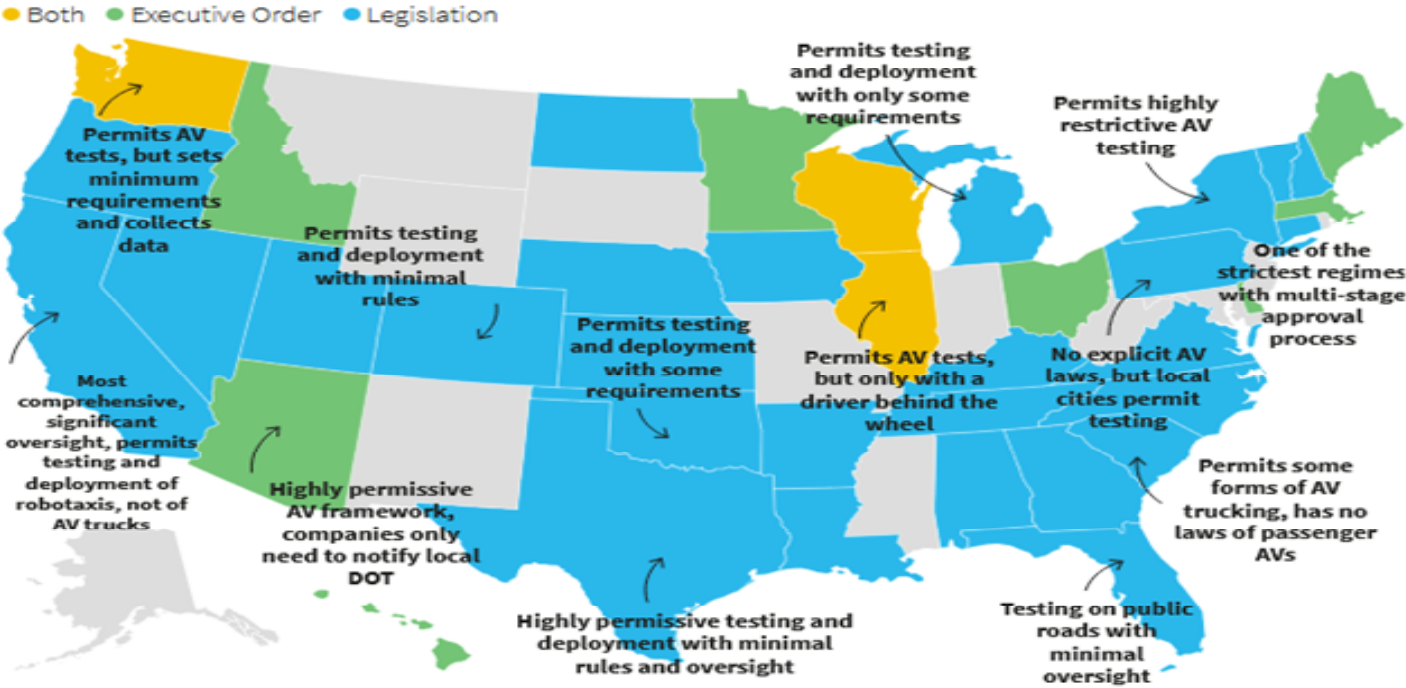 Both Executive Order Legislation
Permits AV
tests, but sets
minimum
requirements
and collects
data
Permits testing
and deployment
with minimal
rules
Permits testing
and deployment
with only some
requirements
Permits highly
restrictive AV
testing
One of the
strictest regimes
with multi-stage
approval
process
Permits testing
and deployment
with some
requirements
Permits AV tests,
but only with a
driver behind the
wheel
No explicit AV
laws, but local
cities permit
testing
Most
comprehensive,
significant
oversight, permits
testing and
deployment of
robotaxis, not of
AV trucks
Highly permissive
AV framework,
companies only
need to notify local
DOT
Permits some
forms of AV
trucking, has no
laws of passenger
AVs
Highly permissive testing and
deployment with minimal
rules and oversight
Testing on public
roads with
minimal
oversight